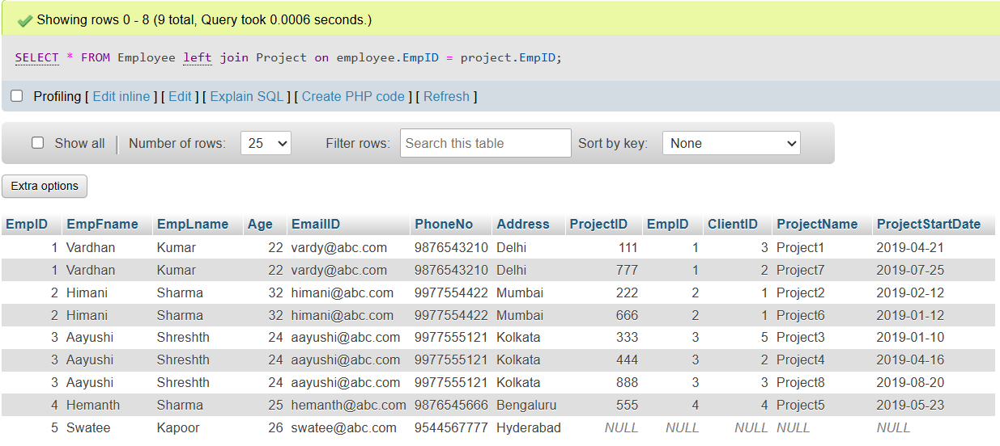 Showing rows 0 - 8 (9 total, Query took 0.0006 seconds.)
SELECT * FROM Employee left join Project on employee.EmpID = project.EmpID;
Profiling [ Edit inline ] [ Edit ] [ Explain SQL ] [ Create PHP code ] [ Refresh ]
Show all Number of rows: 25 Filter rows: Search this table Sort by key: None
Extra options
EmpID EmpFname EmpLname Age EmailID PhoneNo Address ProjectID EmpID ClientID ProjectName ProjectStartDate
1 Vardhan Kumar 22 vardy@abc.com 9876543210 Delhi 111 1 3 Project1 2019-04-21
1 Vardhan Kumar 22 vardy@abc.com 9876543210 Delhi 777 1 2 Project7 2019-07-25
2 Himani Sharma 32 himani@abc.com 9977554422 Mumbai 222 2 1 Project2 2019-02-12
2 Himani Sharma 32 himani@abc.com 9977554422 Mumbai 666 2 1 Project6 2019-01-12
3 Aayushi Shreshth 24 aayushi@abc.com 9977555121 Kolkata 333 3 5 Project3 2019-01-10
3 Aayushi Shreshth 24 aayushi@abc.com 9977555121 Kolkata 444 3 2 Project4 2019-04-16
3 Aayushi Shreshth 24 aayushi@abc.com 9977555121 Kolkata 888 3 3 Project8 2019-08-20
4 Hemanth Sharma 25 hemanth@abc.com 9876545666 Bengaluru 555 4 4 Project5 2019-05-23
5 Swatee Kapoor 26 swatee@abc.com 9544567777 Hyderabad NULL NULL NULL NULL NULL